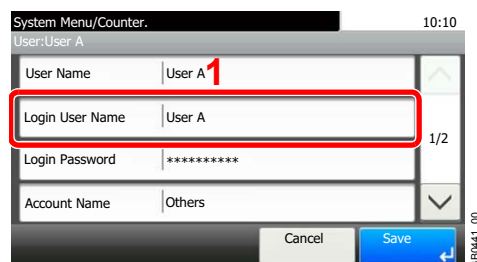 System Menu/Counter. 10:10
User:User A
User Name User A 1
Login User Name User A
1/2
Login Password **********
Account Name Others
Cancel Save